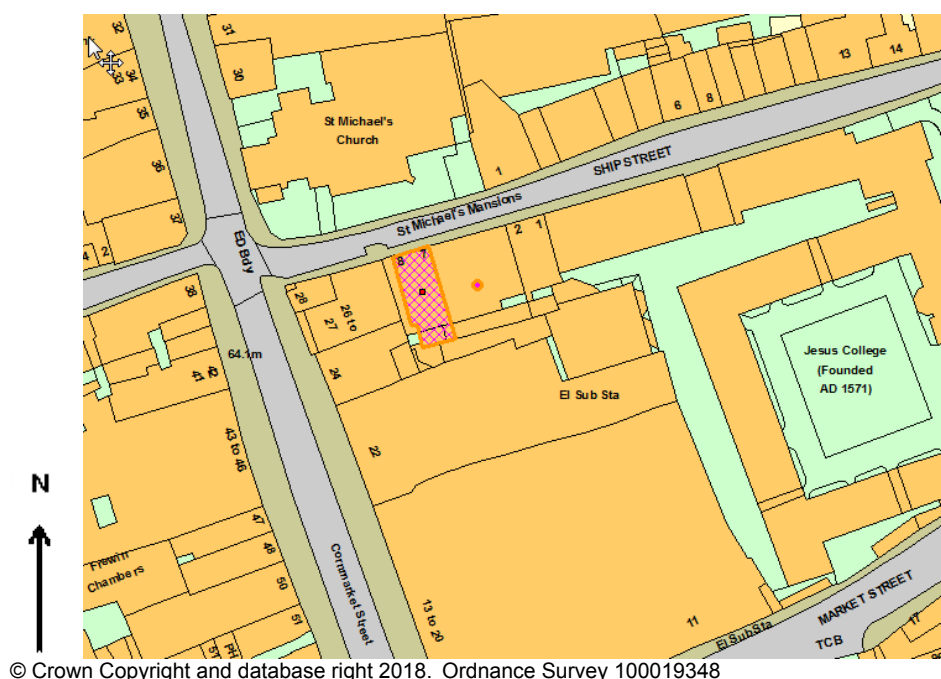 32
33
34
35
36
37
31
30
St Michael's
Church
1
6
8
13
14
SHIP STREET
St Michael's Mansions
4
2
ED Bdy
8
7
2
1
38
28
27
26 to
24
64.1m
41
42
22
El Sub Sta
Jesus College
(Founded
AD 1571)
43 to 46
47
48
50
51
Frewin
Chambers
Cornmarket Street
13 to 20
11
El Sub Sta
MARKET STREET
TCB
17
51
PH
N
© Crown Copyright and database right 2018. Ordnance Survey 100019348